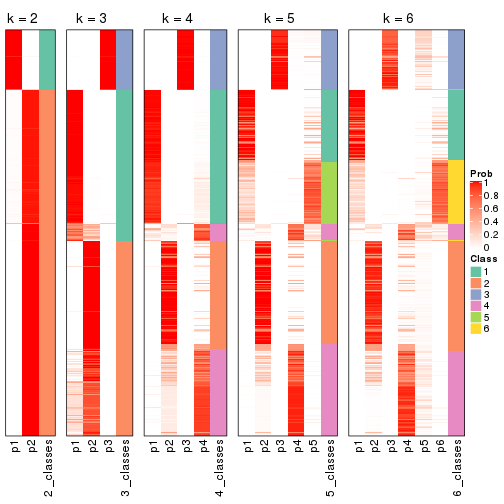 k = 2
k = 3
k = 4
k = 5
k = 6
p1
p2
2_classes
p1
p2
p3
3_classes
p1
p2
p3
p4
4_classes
p1
p2
p3
p4
p5
5_classes
p1
p2
p3
p4
p5
p6
6_classes
Prob
1
0.8
0.6
0.4
0.2
0
Class
1
2
3
4
5
6